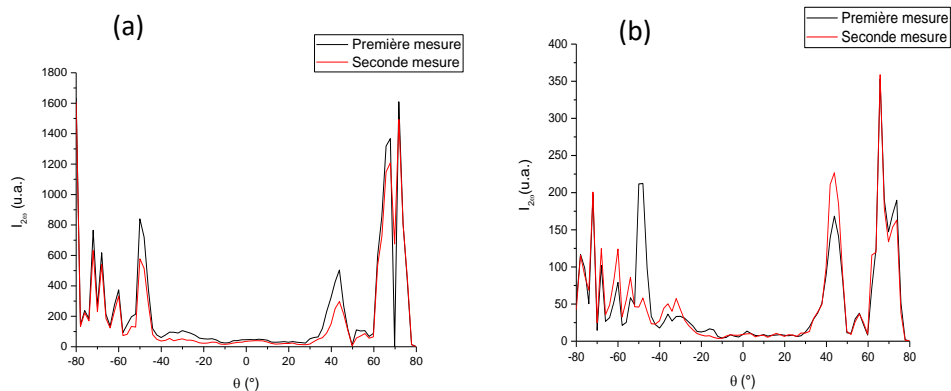 (a)
Première mesure
Seconde mesure
I2ω (u.a.)
1800
1600
1400
1200
1000
800
600
400
200
0
-80 -60 -40 -20 0 20 40 60 80
θ (°)
(b)
Première mesure
Seconde mesure
I2ω(u.a.)
400
350
300
250
200
150
100
50
0
-80 -60 -40 -20 0 20 40 60 80
θ (°)